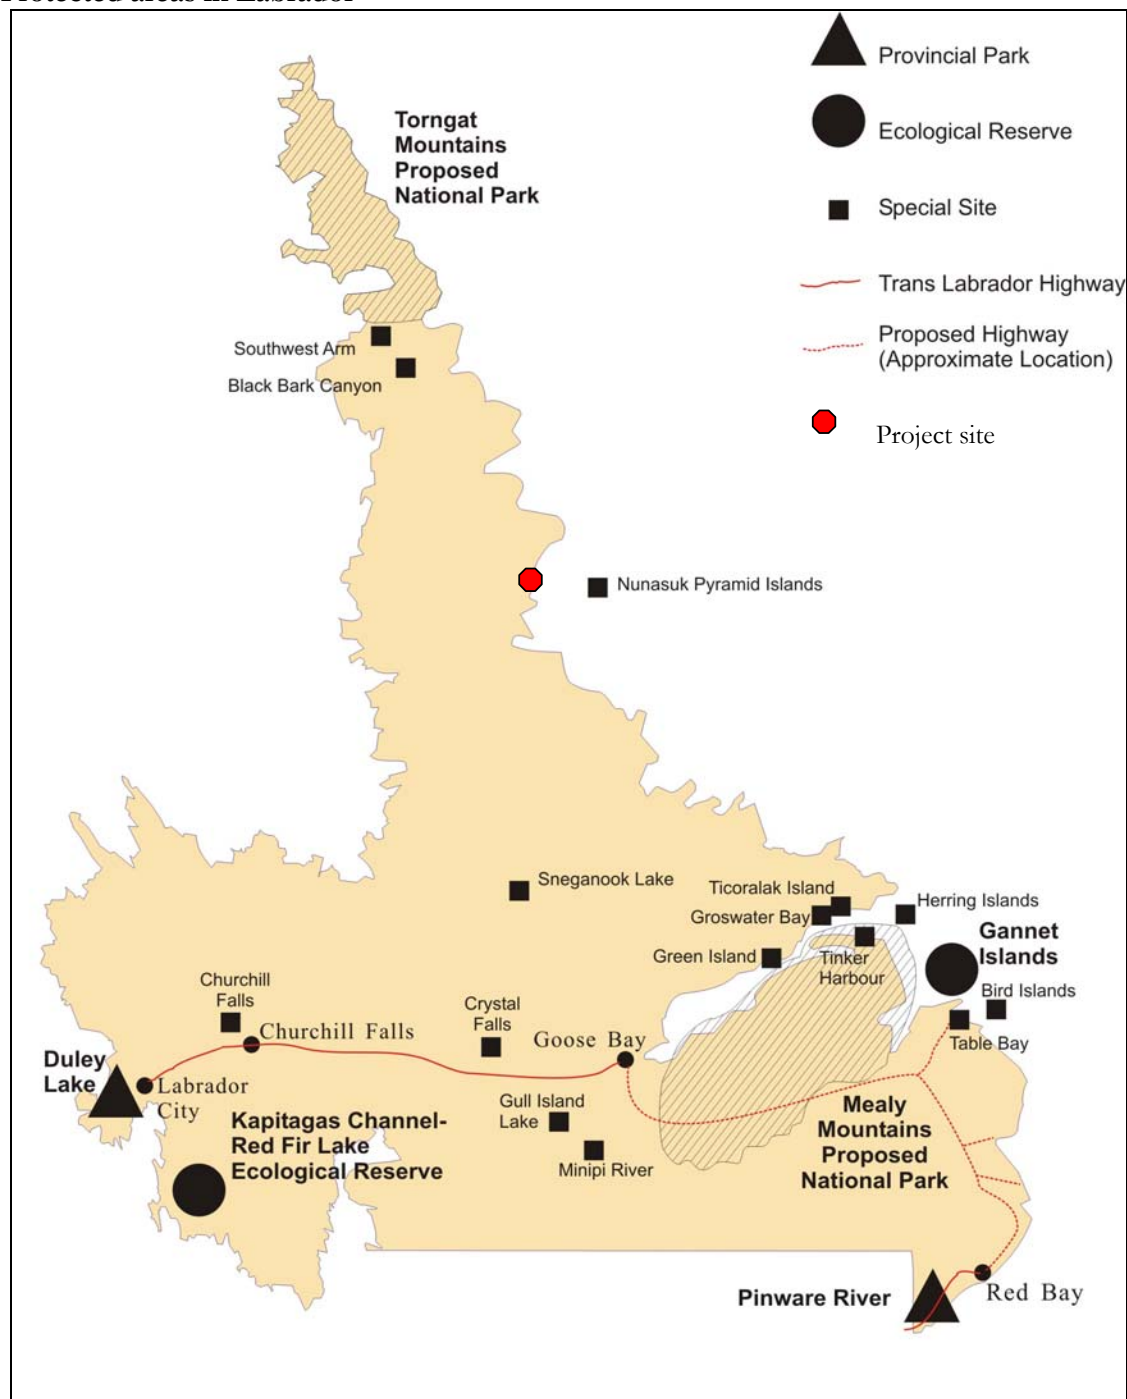 Protected areas in Labrador
Provincial Park
Ecological Reserve
Special Site
Trans Labrador Highway
Proposed Highway
(Approximate Location)
Project site
Torngat
Mountains
Proposed
National Park
Southwest Arm
Black Bark Canyon
Nunasuk Pyramid Islands
Sneganook Lake
Ticoralak Island
Groswater Bay
Herring Islands
Gannet
Islands
Green Island
Tinker
Harbour
Bird Islands
Table Bay
Churchill
Falls
Churchill Falls
Crystal
Falls
Goose Bay
Duley
Lake
Labrador
City
Gull Island
Lake
Minipi River
Kapitagas Channel-
Red Fir Lake
Ecological Reserve
Mealy
Mountains
Proposed
National Park
Pinware River
Red Bay